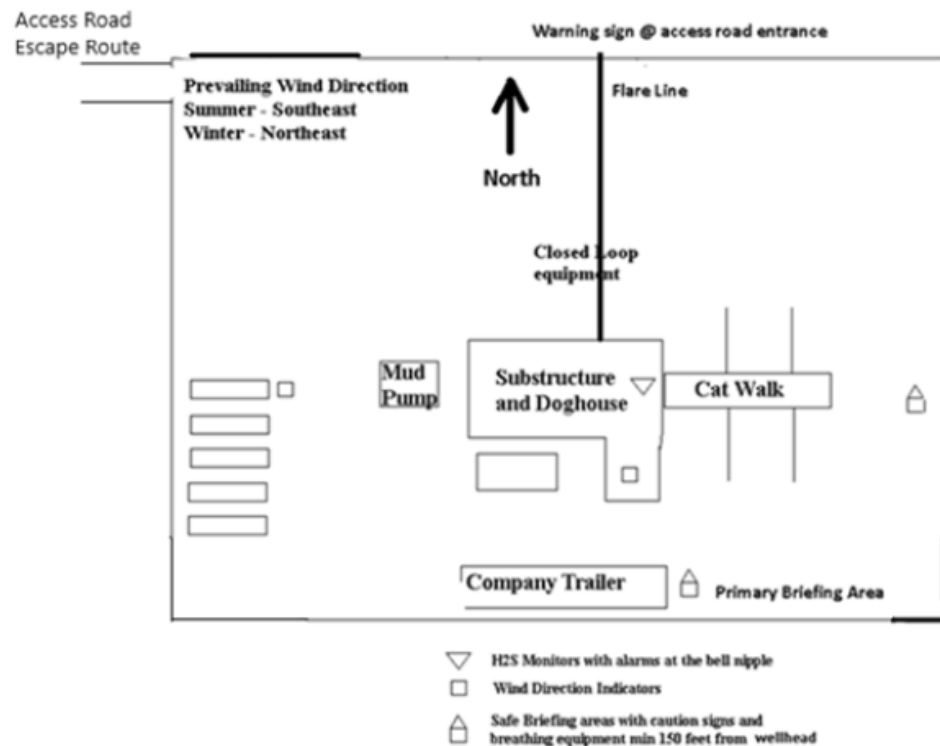 Access Road
Escape Route
Warning sign @ access road entrance
Prevailing Wind Direction
Summer - Southeast
Winter - Northeast
Flare Line
North
Closed Loop
equipment
Mud
Pump
Substructure
and Doghouse
Cat Walk
Company Trailer
Primary Briefing Area
H2S Monitors with alarms at the bell nipple
Wind Direction Indicators
Safe Briefing areas with caution signs and
breathing equipment min 150 feet from wellhead